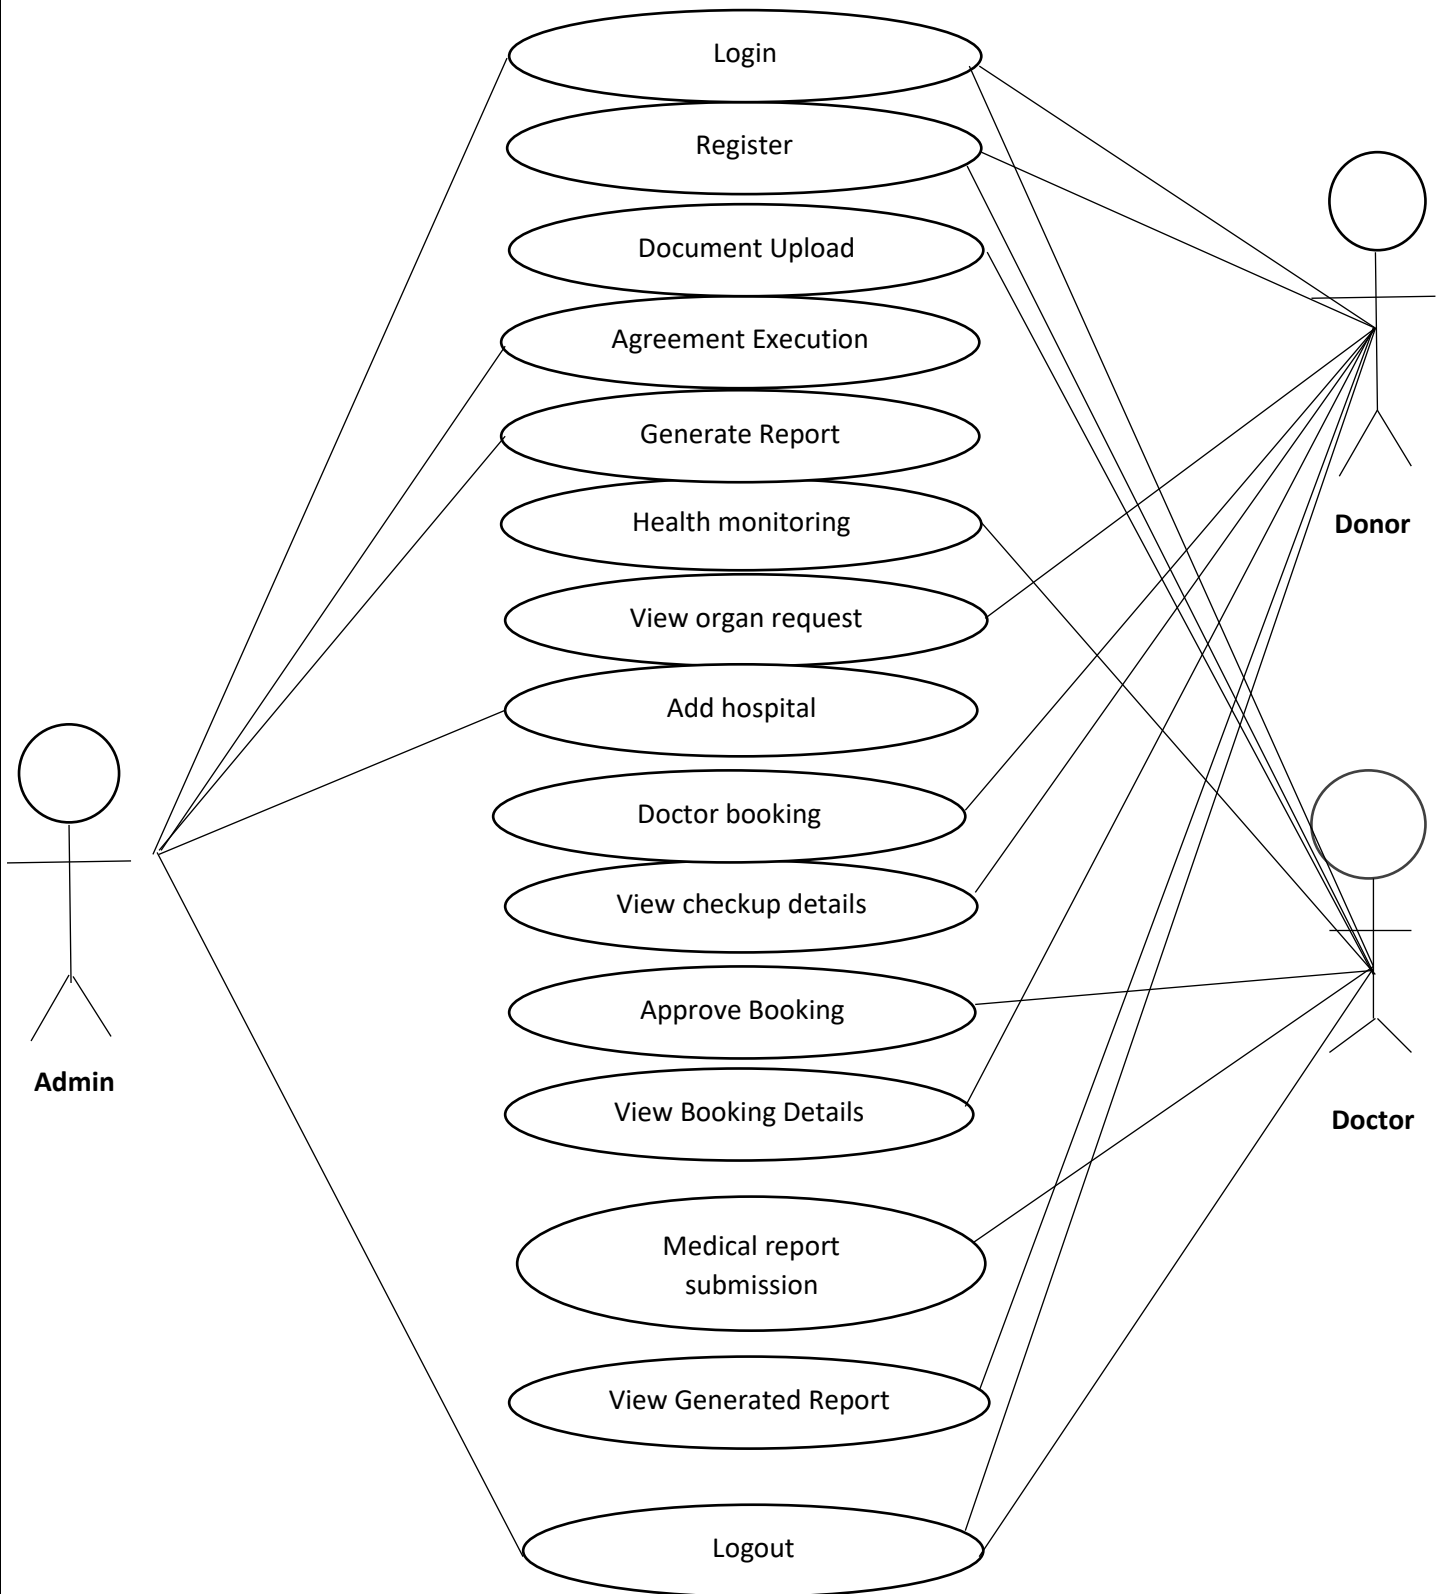 Login
Register
Document Upload
Agreement Execution
Generate Report
Health monitoring
Donor
View organ request
Add hospital
Doctor booking
View checkup details
Approve Booking
Admin
View Booking Details
Doctor
Medical report
submission
View Generated Report
Logout